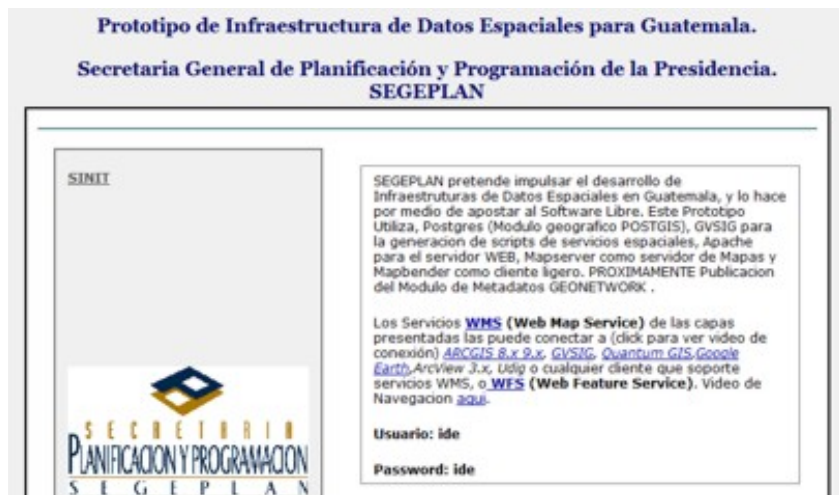 Prototipo de Infraestructura de Datos Espaciales para Guatemala.
Secretaria General de Planificación y Programación de la Presidencia.
SEGEPLAN
SINIT
SEGEPLAN pretende impulsar el desarrollo de
Infraestruturas de Datos Espaciales en Guatemala, y lo hace
por medio de apostar al Software Libre. Este Prototipo
Utiliza, Postgres (Modulo geografico POSTGIS), GVSIG para
la generacion de scripts de servicios espaciales, Apache
para el servidor WEB, Mapserver como servidor de Mapas y
Mapbender como cliente ligero. PROXIMAMENTE Publicacion
del Modulo de Metadatos GEONETWORK .
Los Servicios WMS (Web Map Service) de las capas
presentadas las puede conectar a (click para ver video de
conexión) ARCGIS 8.x 9.x, GVSIG, Quantum GIS,Google
Earth,ArcView 3.x, Udig o cualquier cliente que soporte
servicios WMS, o WFS (Web Feature Service). Video de
Navegacion aqui.
Usuario: ide
Password: ide
SECRETARIA
PLANIFICACION Y PROGRAMACION
SEGEPLAN